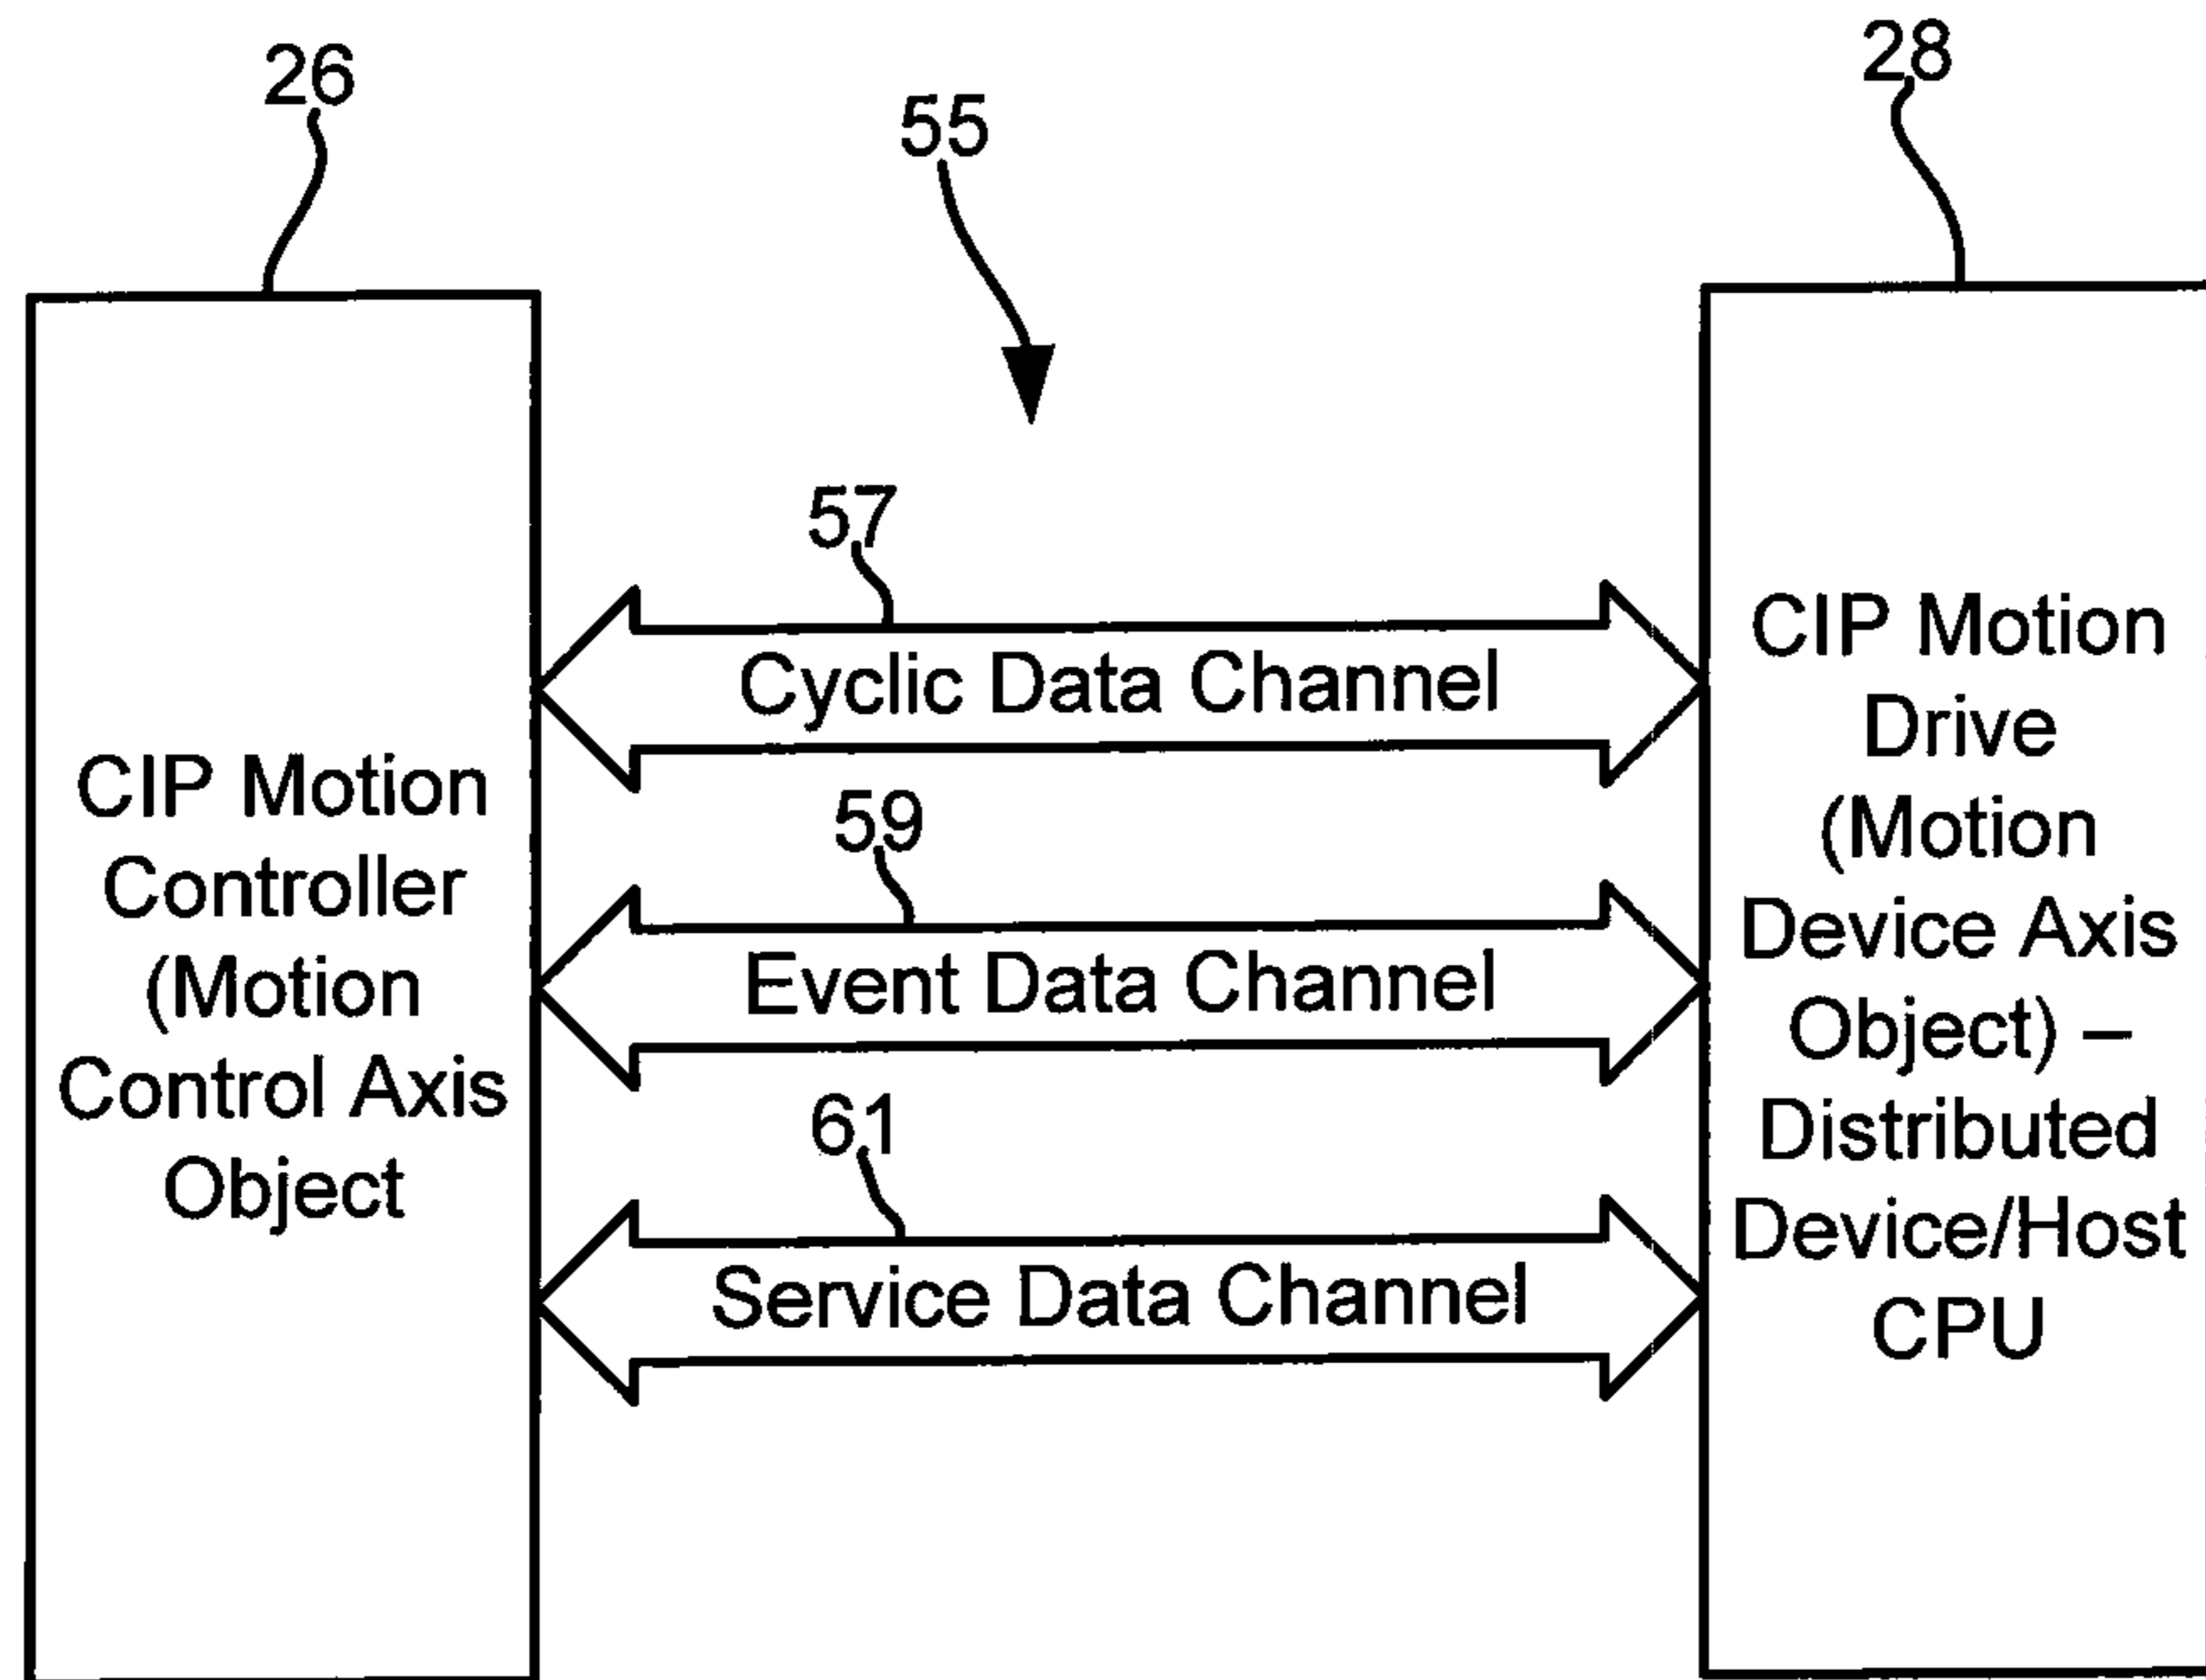 26
55
28
57
Cyclic Data Channel
59
Event Data Channel
61
Service Data Channel
CIP Motion
Controller
(Motion
Control Axis
Object
CIP Motion
Drive
(Motion
Device Axis
Object) –
Distributed
Device/Host
CPU